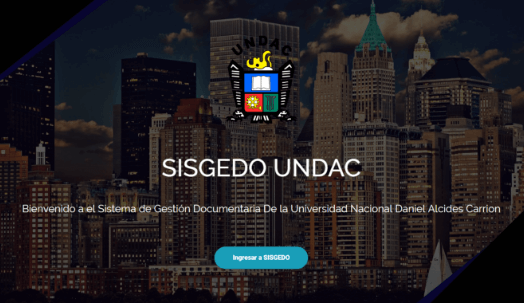 UNDAC
SISGEDO UNDAC
Bienvenido a el Sistema de Gestión Documentaria De la Universidad Nacional Daniel Alcides Carrion
Ingresar a SISGEDO